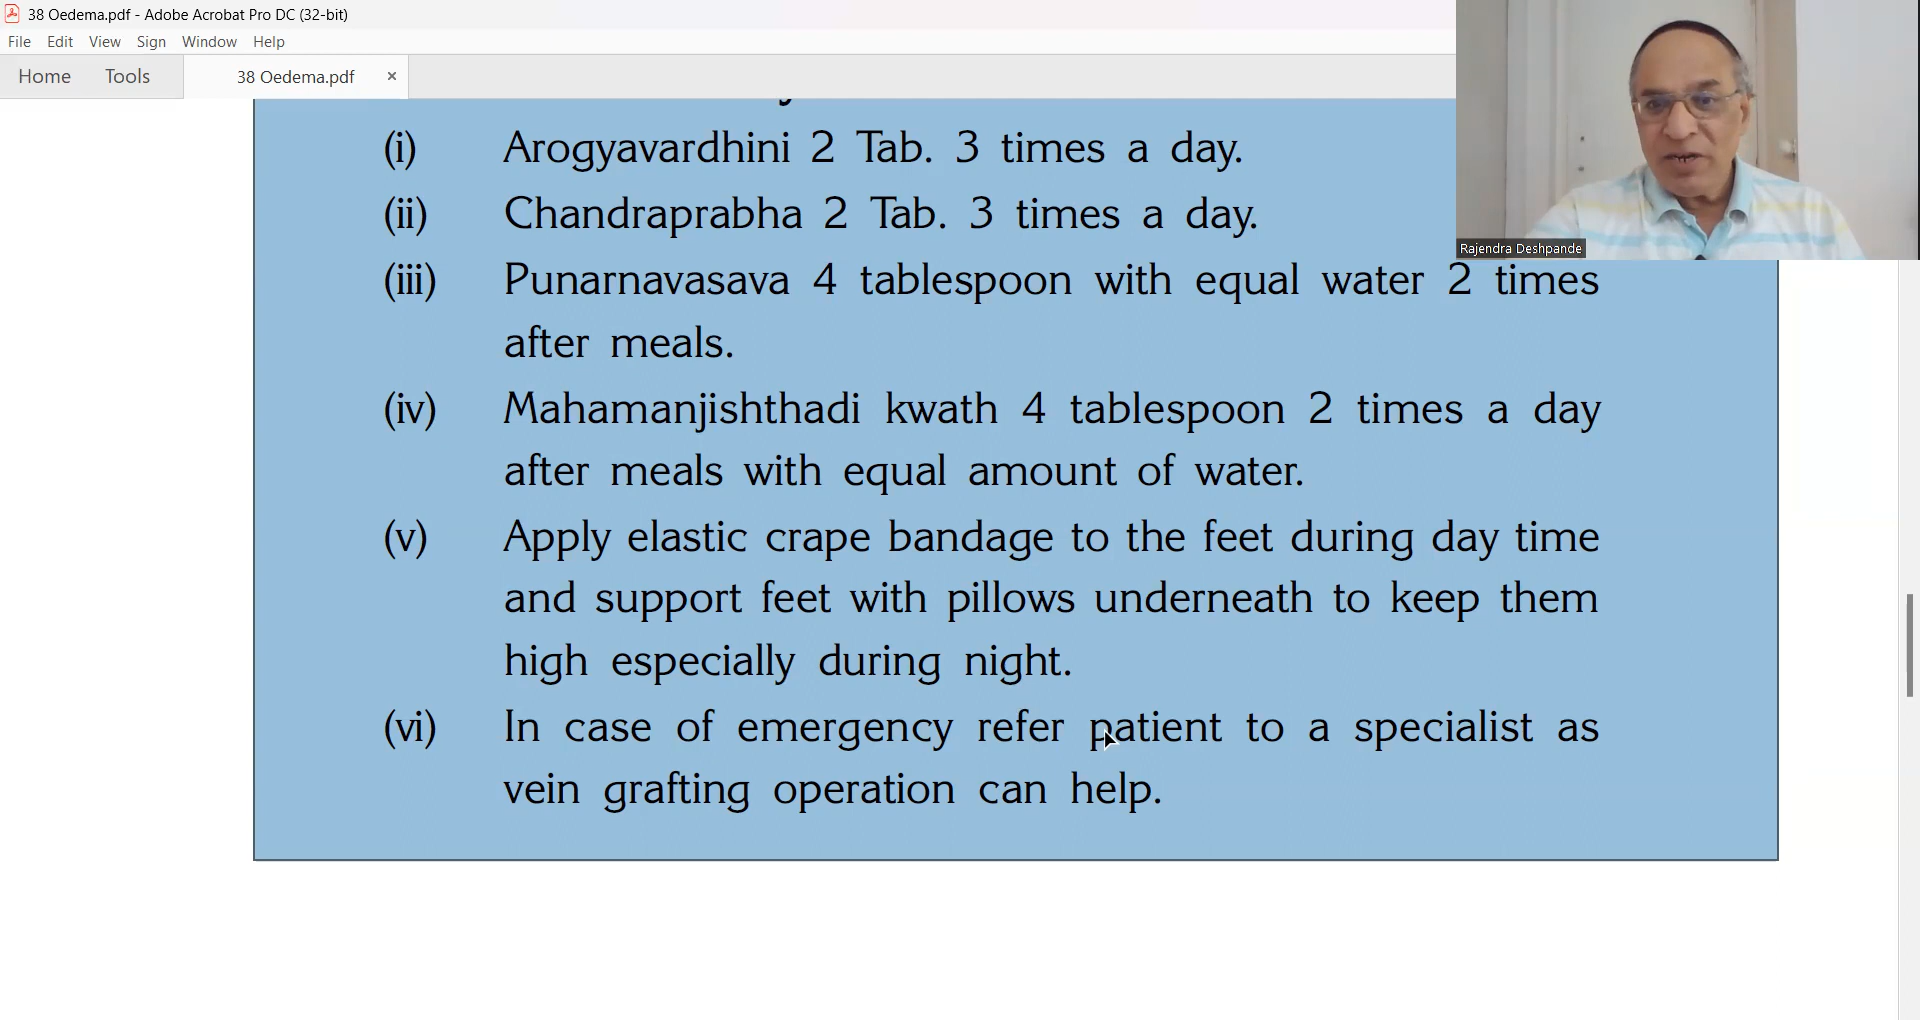 38 Oedema.pdf - Adobe Acrobat Pro DC (32-bit)
File Edit View Sign Window Help
Home Tools 38 Oedema.pdf ×
(i) Arogyavardhini 2 Tab. 3 times a day.
(ii) Chandraprabha 2 Tab. 3 times a day.
Rajendra Deshpande
(iii) Punarnavasava 4 tablespoon with equal water 2 times
after meals.
(iv) Mahamanjishthadi kwath 4 tablespoon 2 times a day
after meals with equal amount of water.
(v) Apply elastic crape bandage to the feet during day time
and support feet with pillows underneath to keep them
high especially during night.
(vi) In case of emergency refer patient to a specialist as
vein grafting operation can help.